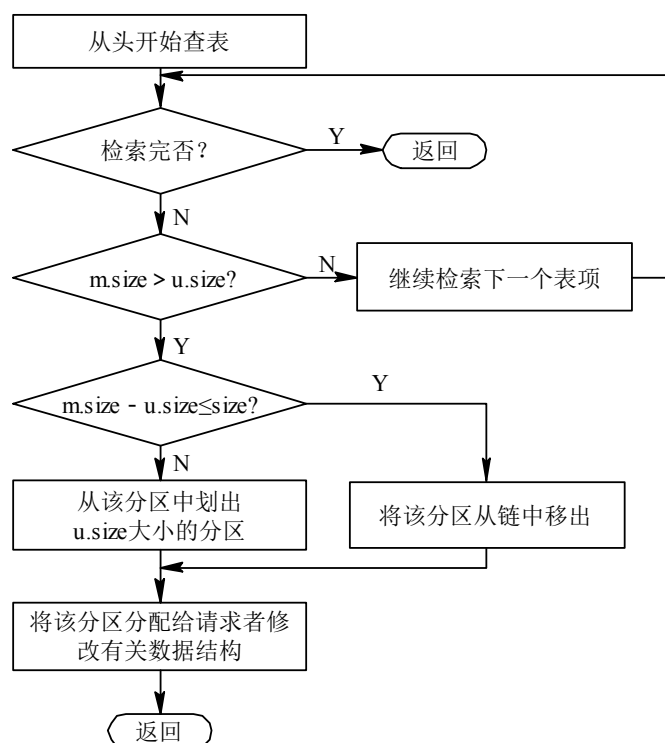 从头开始查表
检索完否？
Y
返回
N
m.size＞u.size?
N
继续检索下一个表项
Y
m.size－u.size≤size?
Y
N
从该分区中划出
u.size大小的分区
将该分区从链中移出
将该分区分配给请求者修
改有关数据结构
返回